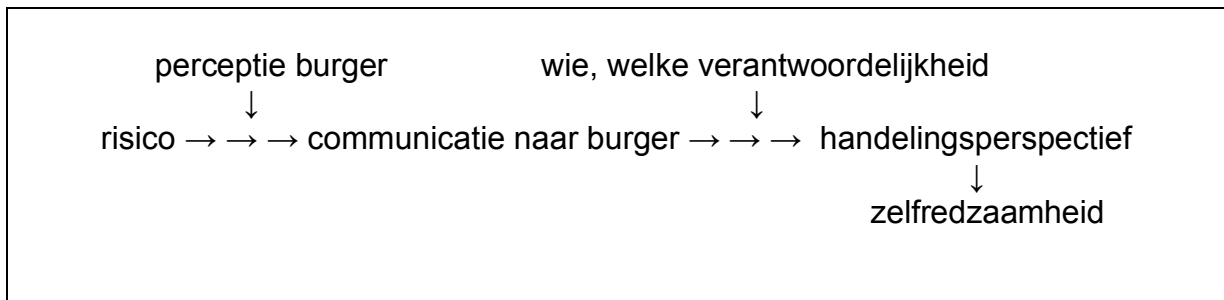 perceptie burger wie, welke verantwoordelijkheid
↓ ↓
risico → → → communicatie naar burger → → → handelingsperspectief
↓
zelfredzaamheid